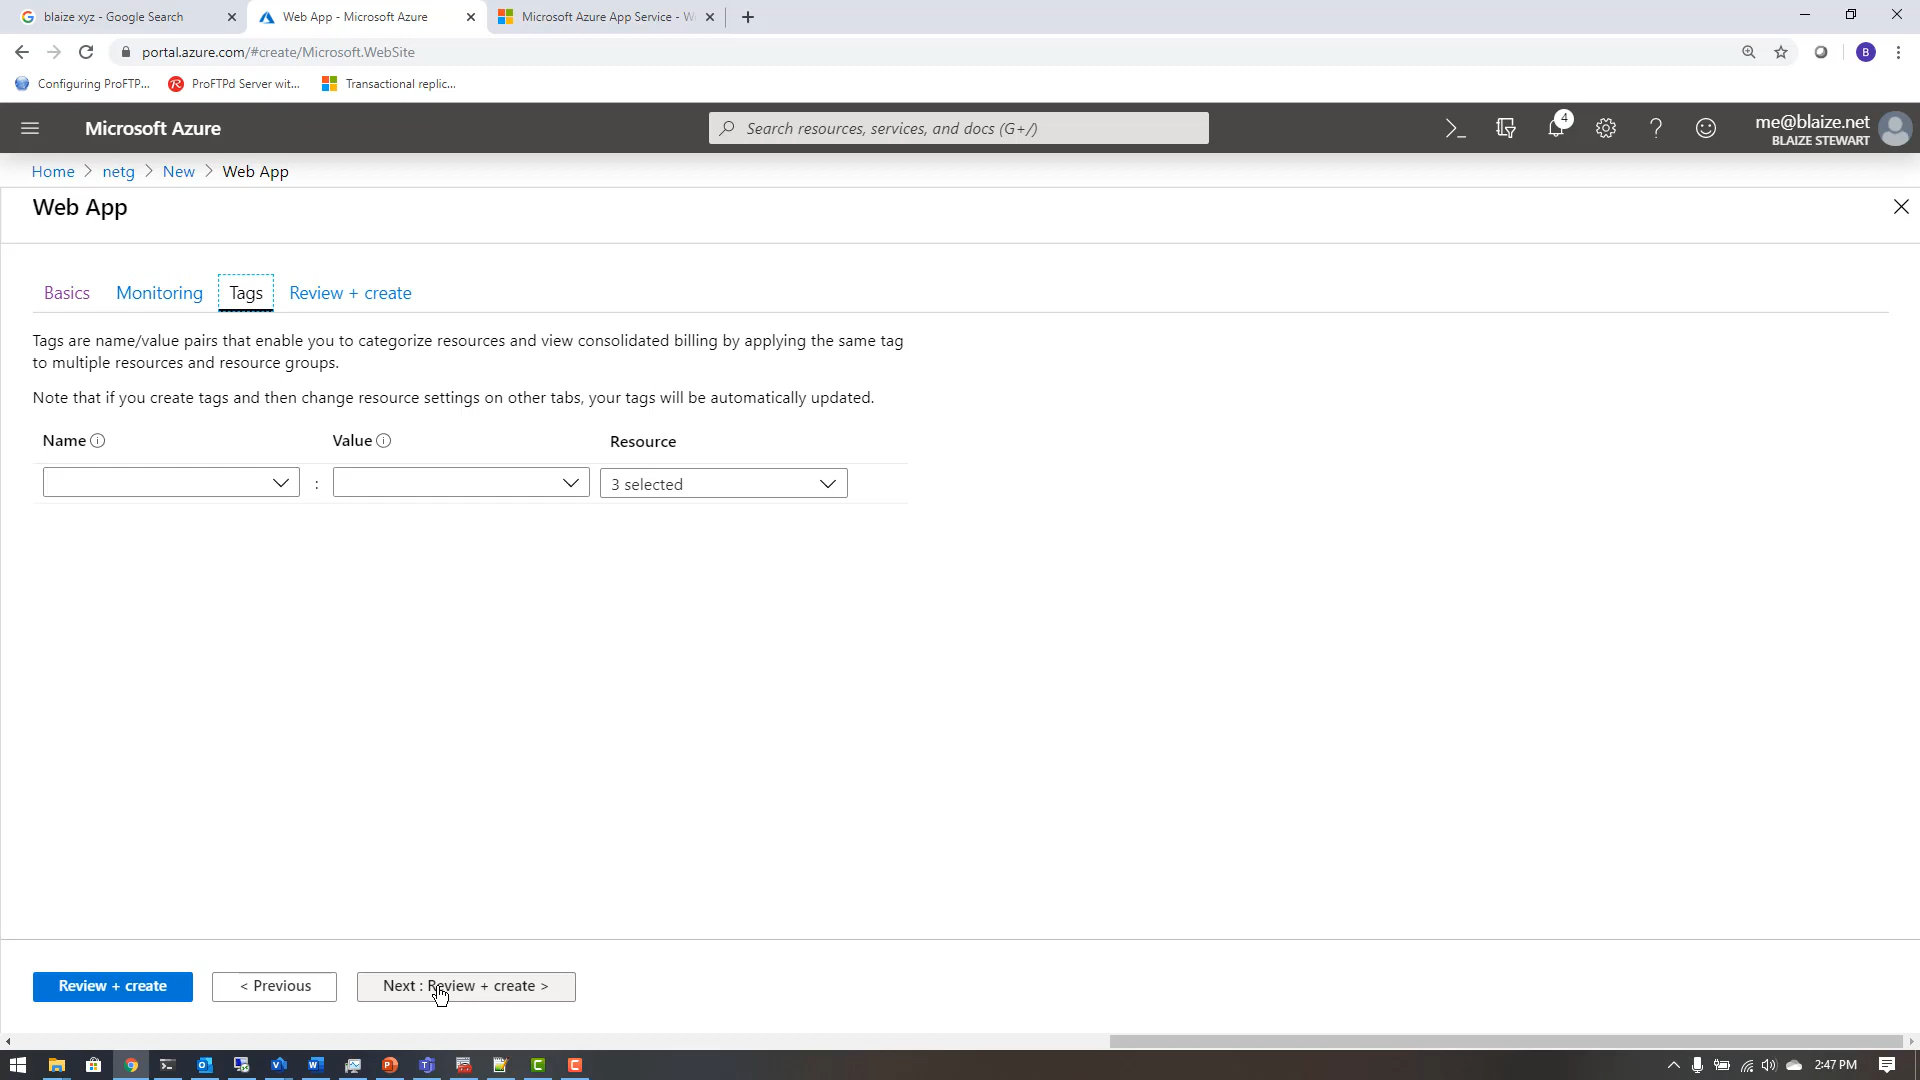 blaize xyz - Google Search
Web App - Microsoft Azure
Microsoft Azure App Service - W
portal.azure.com/#create/Microsoft.WebSite
B
Configuring ProFTP...
ProFTPd Server wit...
Transactional replic...
Microsoft Azure
Search resources, services, and docs (G+/)
4
me@blaize.net
BLAIZE STEWART
Home > netg > New > Web App
Web App
Basics
Monitoring
Tags
Review + create
Tags are name/value pairs that enable you to categorize resources and view consolidated billing by applying the same tag
to multiple resources and resource groups.
Note that if you create tags and then change resource settings on other tabs, your tags will be automatically updated.
Name
Value
Resource
:
3 selected
Review + create
< Previous
Next : Review + create >
2:47 PM